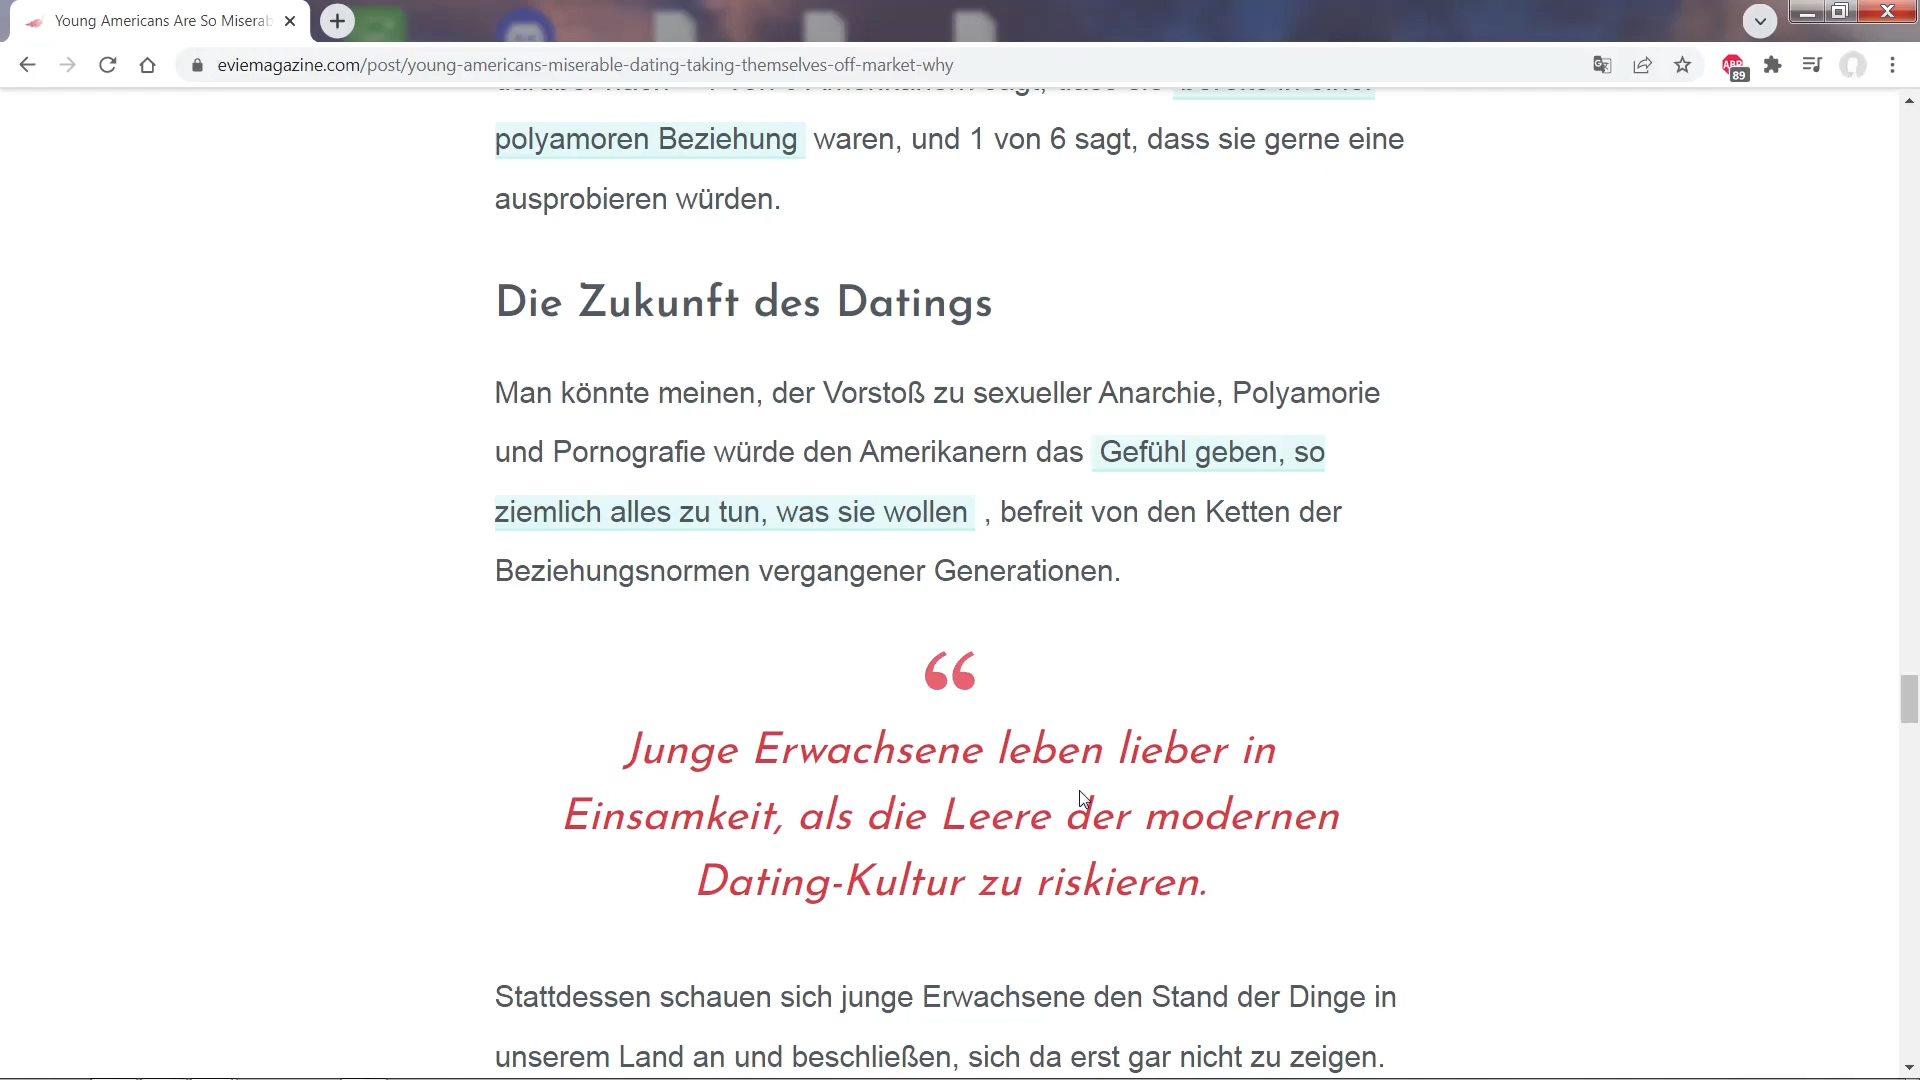 Young Americans Are So Miserab
eviemagazine.com/post/young-americans-miserable-dating-taking-themselves-off-market-why
ABP
89
polyamoren Beziehung waren, und 1 von 6 sagt, dass sie gerne eine
ausprobieren würden.
Die Zukunft des Datings
Man könnte meinen, der Vorstoß zu sexueller Anarchie, Polyamorie
und Pornografie würde den Amerikanern das Gefühl geben, so
ziemlich alles zu tun, was sie wollen , befreit von den Ketten der
Beziehungsnormen vergangener Generationen.
“
Junge Erwachsene leben lieber in
Einsamkeit, als die Leere der modernen
Dating-Kultur zu riskieren.
Stattdessen schauen sich junge Erwachsene den Stand der Dinge in
unserem Land an und beschließen, sich da erst gar nicht zu zeigen.